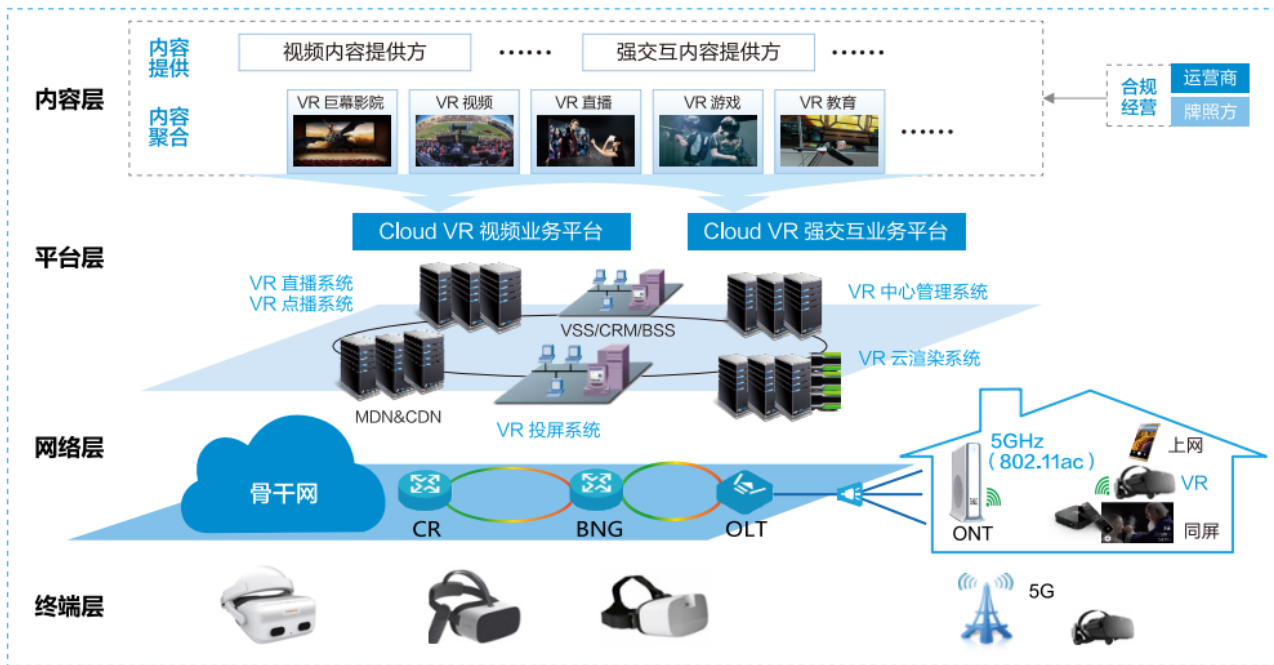 内容层
内容
提供
视频内容提供方
……
强交互内容提供方
……
内容
聚合
VR 巨幕影院
VR 视频
VR 直播
VR 游戏
VR 教育
……
合规
经营
运营商
牌照方
平台层
Cloud VR 视频业务平台
Cloud VR 强交互业务平台
VR 直播系统
VR 点播系统
VSS/CRM/BSS
VR 中心管理系统
MDN&CDN
VR 投屏系统
VR 云渲染系统
网络层
骨干网
CR
BNG
OLT
ONT
5GHz
(802.11ac)
上网
VR
同屏
终端层
5G